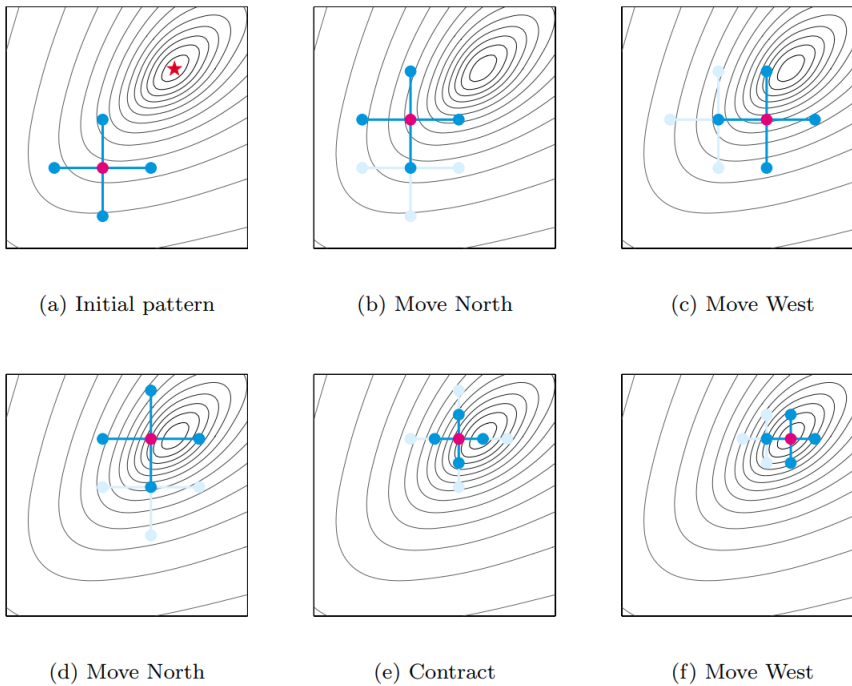 (a) Initial pattern
(b) Move North
(c) Move West
(d) Move North
(e) Contract
(f) Move West